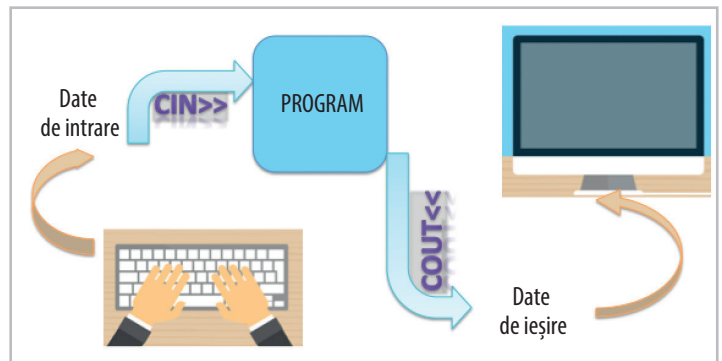 Date
de intrare
CIN>>
PROGRAM
COUT<<
Date
de ieșire